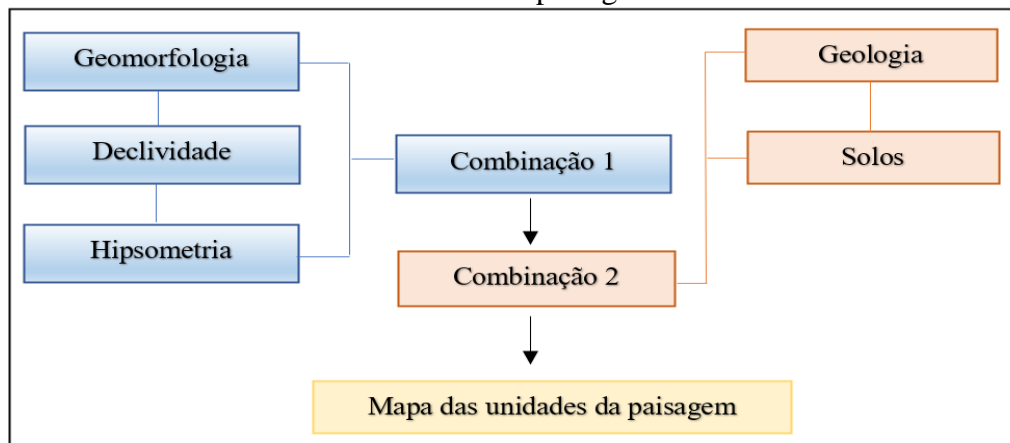 Geomorfologia
Declividade
Hipsometria
Combinação 1
Combinação 2
Geologia
Solos
Mapa das unidades da paisagem